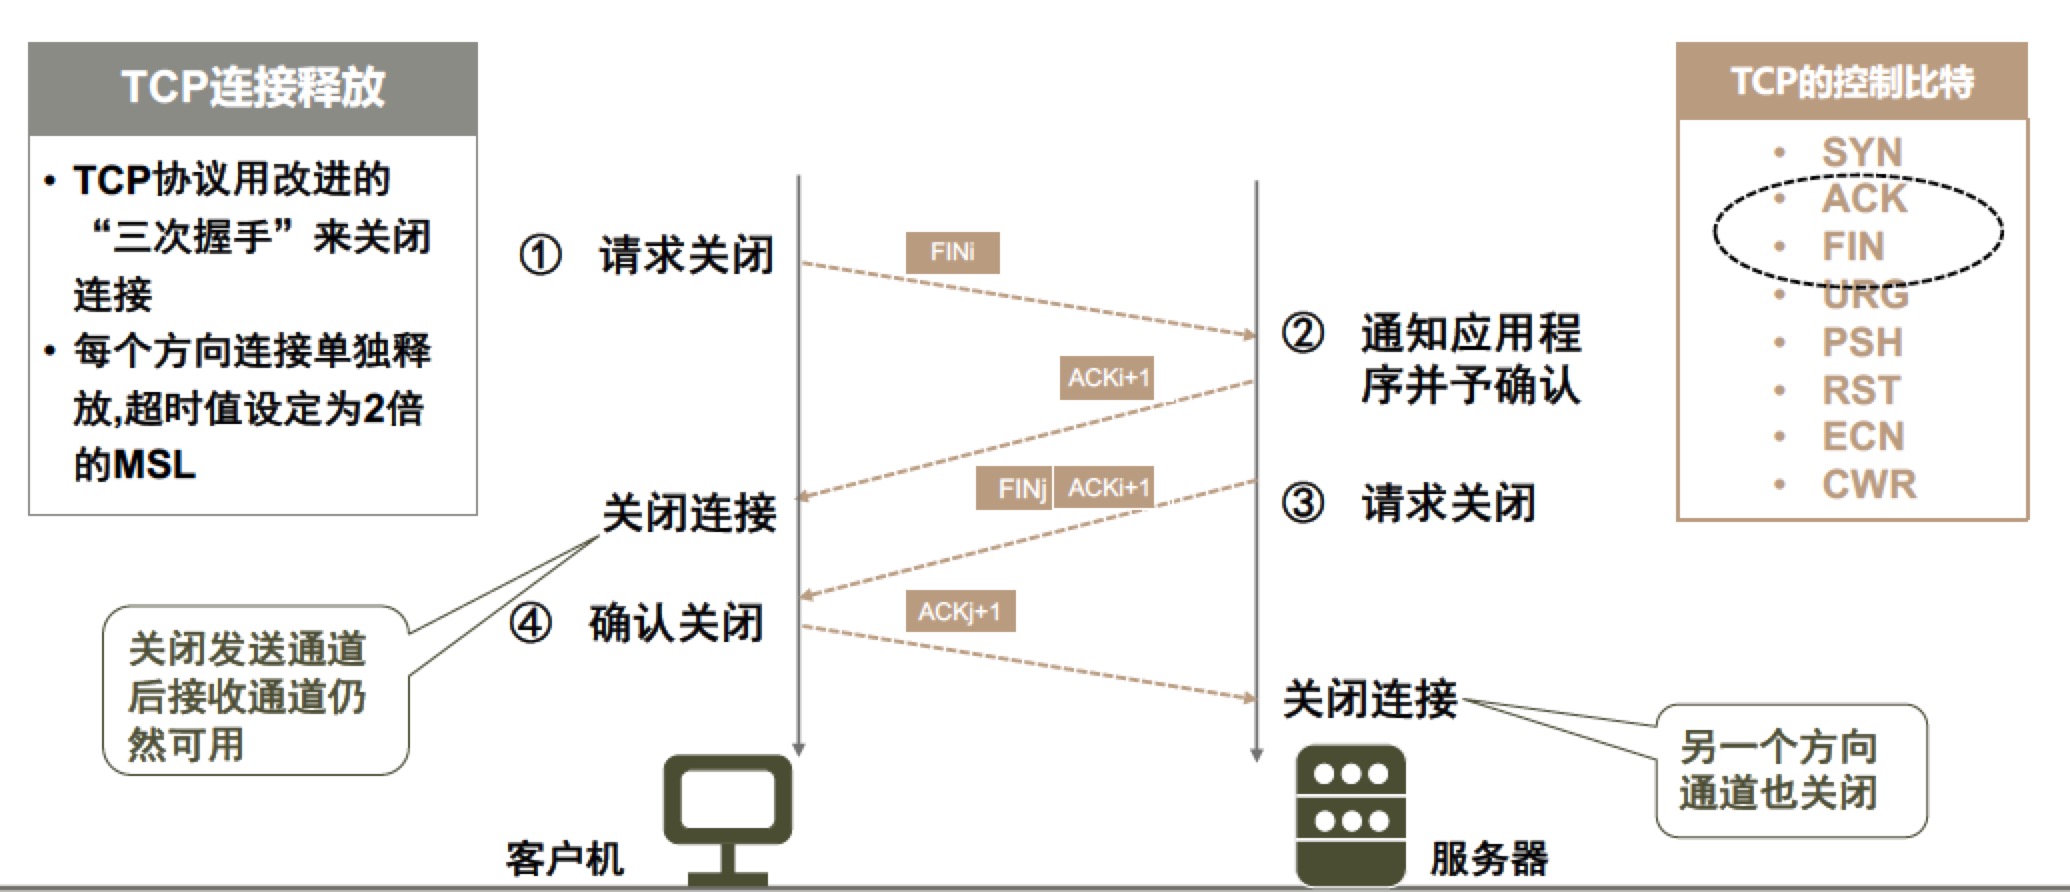 TCP连接释放
• TCP协议用改进的
“三次握手”来关闭
连接
• 每个方向连接单独释
放,超时值设定为2倍
的MSL
① 请求关闭
FINi
② 通知应用程
序并予确认
ACKi+1
关闭连接
FINj ACKi+1
③ 请求关闭
关闭发送通道
后接收通道仍
然可用
④ 确认关闭
ACKj+1
关闭连接
另一个方向
通道也关闭
客户机
服务器
TCP的控制比特
• SYN
• ACK
• FIN
• URG
• PSH
• RST
• ECN
• CWR